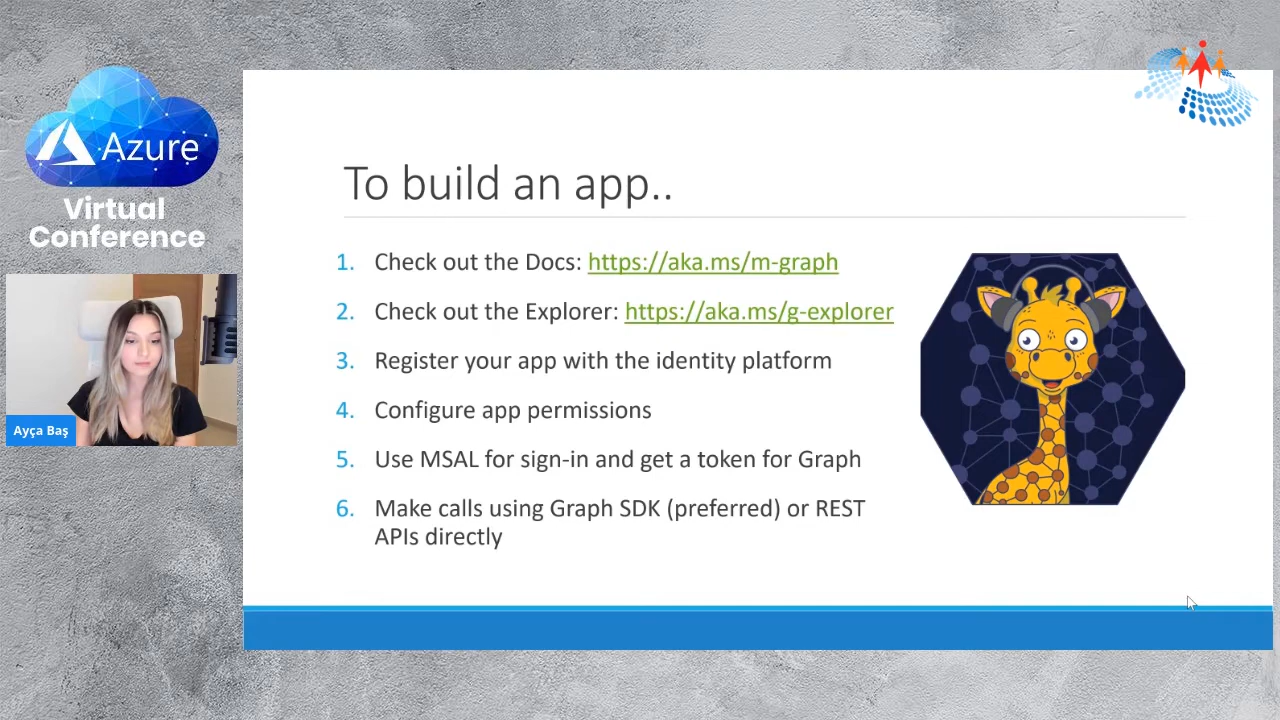 Azure
Virtual
Conference
Ayça Baş
To build an app..
1. Check out the Docs: https://aka.ms/m-graph
2. Check out the Explorer: https://aka.ms/g-explorer
3. Register your app with the identity platform
4. Configure app permissions
5. Use MSAL for sign-in and get a token for Graph
6. Make calls using Graph SDK (preferred) or REST
APIs directly